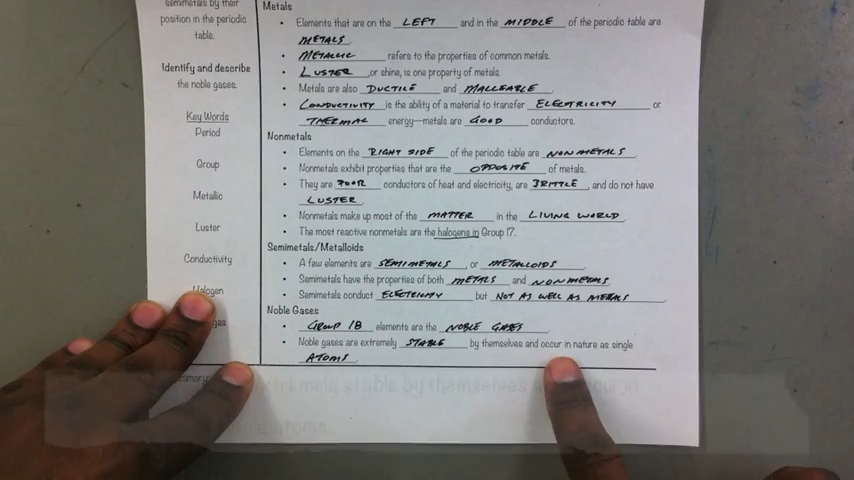 semimetals by their
position in the periodic
table.
Identify and describe
the noble gases.
Key Words
Period
Group
Metallic
Luster
Conductivity
Halogen
Metals
• Elements that are on the LEFT and in the MIDDLE of the periodic table are
METALS.
• METALLIC refers to the properties of common metals.
• LUSTER, or shine, is one property of metals.
• Metals are also DUCTILE and MALLEABLE.
• CONDUCTIVITY is the ability of a material to transfer ELECTRICITY or
THERMAL energy—metals are GOOD conductors.
Nonmetals
• Elements on the RIGHT SIDE of the periodic table are NONMETALS.
• Nonmetals exhibit properties that are the OPPOSITE of metals.
• They are POOR conductors of heat and electricity, are BRITTLE, and do not have
LUSTER.
• Nonmetals make up most of the MATTER in the LIVING WORLD.
• The most reactive nonmetals are the halogens in Group 17.
Semimetals/Metalloids
• A few elements are SEMIMETALS, or METALLOIDS.
• Semimetals have the properties of both METALS and NONMETALS.
• Semimetals conduct ELECTRICITY but NOT AS WELL AS METALS.
Noble Gases
• GROUP 18 elements are the NOBLE GASES.
• Noble gases are extremely STABLE by themselves and occur in nature as single
ATOMS.